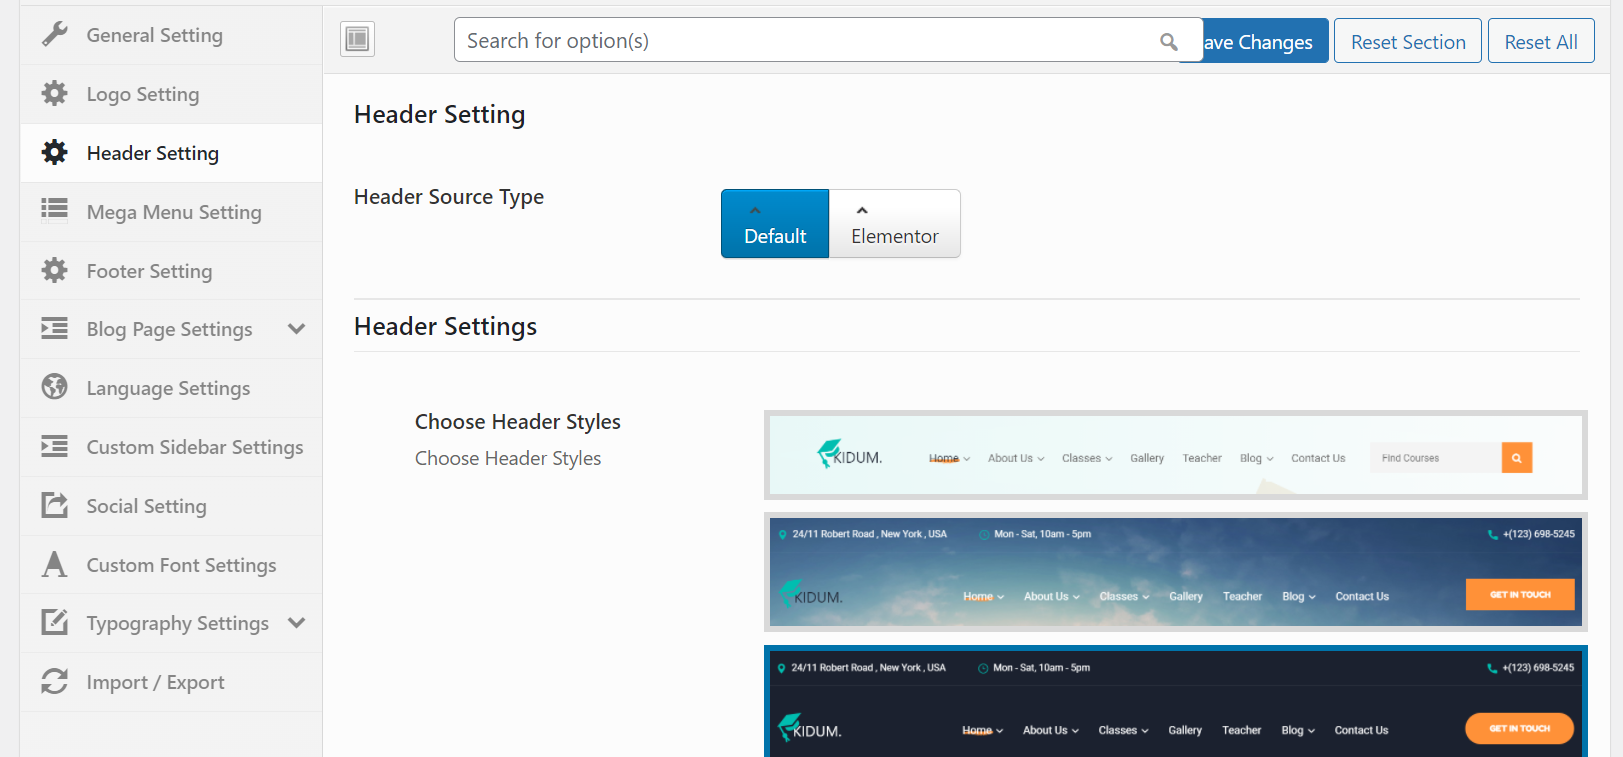 General Setting
Logo Setting
Header Setting
Mega Menu Setting
Footer Setting
Blog Page Settings
Language Settings
Custom Sidebar Settings
Social Setting
Custom Font Settings
Typography Settings
Import / Export
Search for option(s)
ave Changes
Reset Section
Reset All
Header Setting
Header Source Type
Default
Elementor
Header Settings
Choose Header Styles
Choose Header Styles
KIDUM. Home About Us Classes Gallery Teacher Blog Contact Us Find Courses
24/11 Robert Road , New York , USA Mon - Sat, 10am - 5pm +(123) 698-5245
KIDUM. Home About Us Classes Gallery Teacher Blog Contact Us GET IN TOUCH
24/11 Robert Road , New York , USA Mon - Sat, 10am - 5pm +(123) 698-5245
KIDUM. Home About Us Classes Gallery Teacher Blog Contact Us GET IN TOUCH